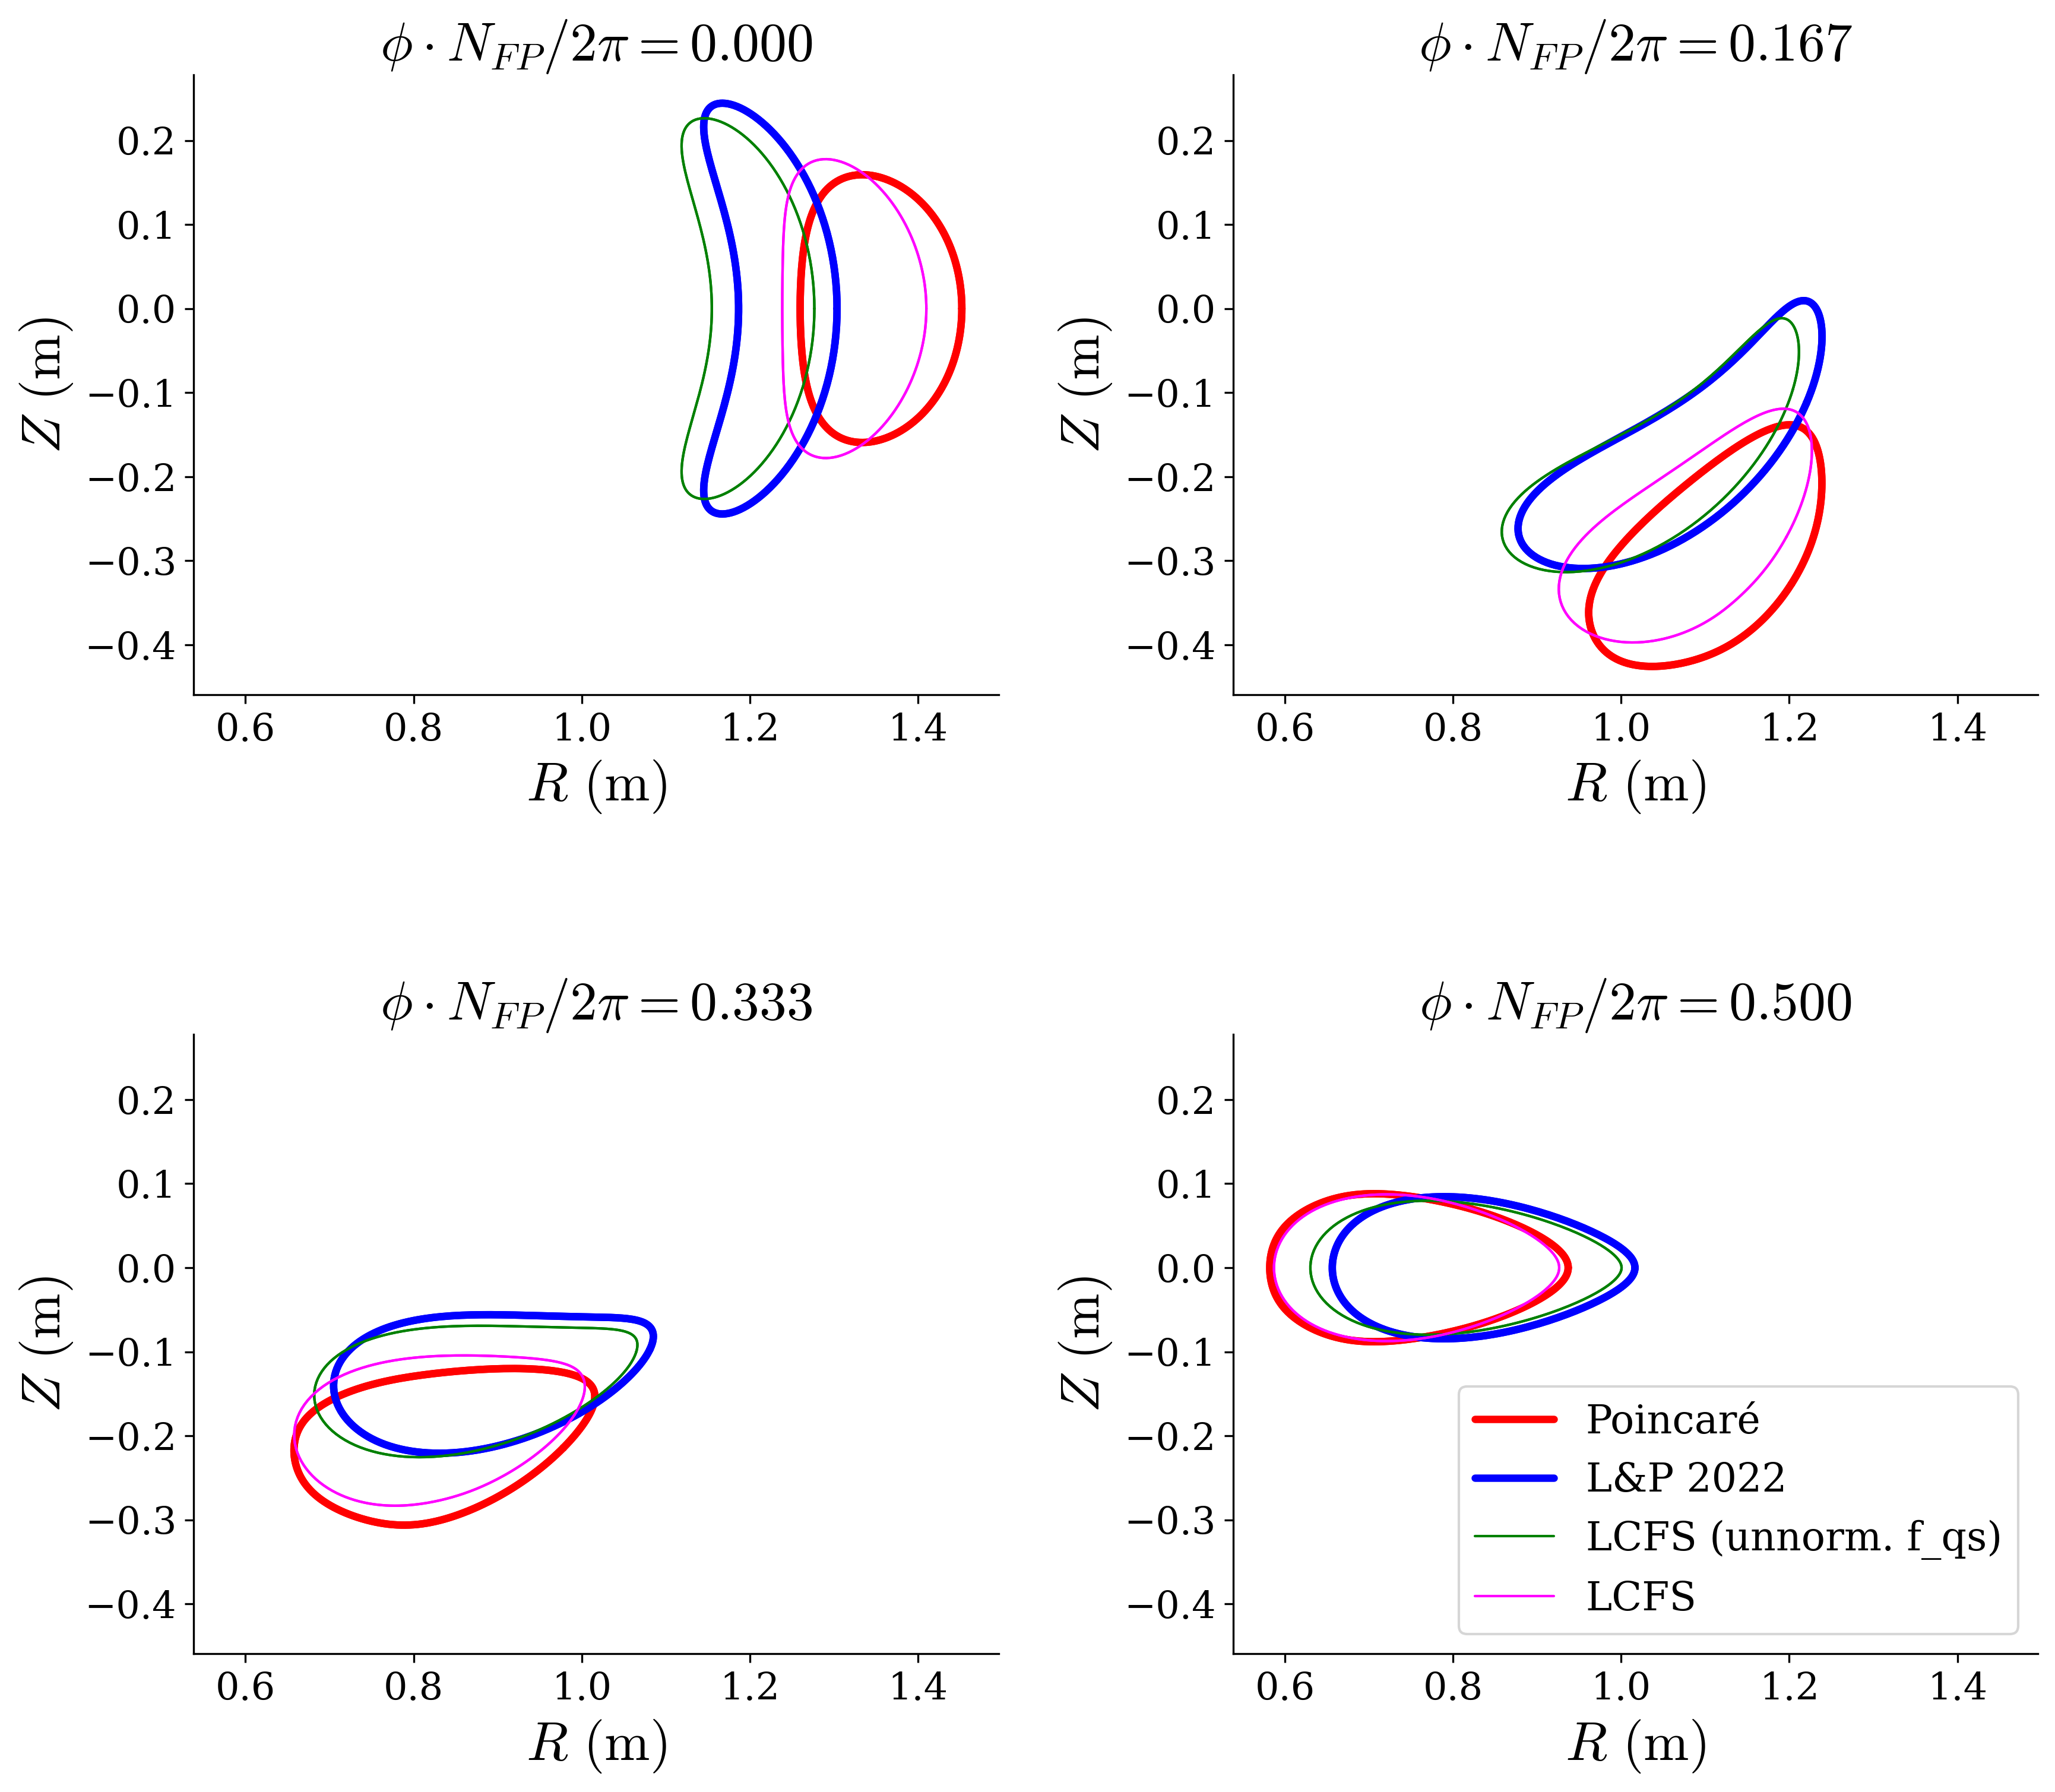 ϕ · N_FP/2π = 0.000
0.2
0.1
0.0
−0.1
−0.2
−0.3
−0.4
Z (m)
0.6 0.8 1.0 1.2 1.4
R (m)
ϕ · N_FP/2π = 0.167
0.2
0.1
0.0
−0.1
−0.2
−0.3
−0.4
Z (m)
0.6 0.8 1.0 1.2 1.4
R (m)
ϕ · N_FP/2π = 0.333
0.2
0.1
0.0
−0.1
−0.2
−0.3
−0.4
Z (m)
0.6 0.8 1.0 1.2 1.4
R (m)
ϕ · N_FP/2π = 0.500
0.2
0.1
0.0
−0.1
−0.2
−0.3
−0.4
Z (m)
Poincaré
L&P 2022
LCFS (unnorm. f_qs)
LCFS
0.6 0.8 1.0 1.2 1.4
R (m)